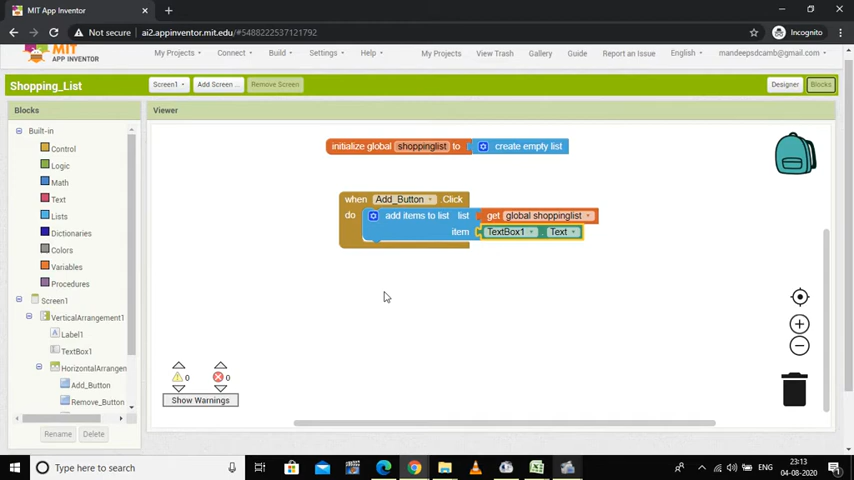 MIT App Inventor
Not secure
ai2.appinventor.mit.edu/#5488222537121792
Incognito
MIT
APP INVENTOR
My Projects
Connect
Build
Settings
Help
My Projects
View Trash
Gallery
Guide
Report an Issue
English
mandeepsdcamb@gmail.com
Shopping_List
Screen1
Add Screen ...
Remove Screen
Designer
Blocks
Blocks
Viewer
Built-in
Control
Logic
Math
Text
Lists
Dictionaries
Colors
Variables
Procedures
Screen1
VerticalArrangement1
Label1
TextBox1
HorizontalArrangen
Add_Button
Remove_Button
Rename
Delete
initialize global shoppinglist to create empty list
when Add_Button .Click
do add items to list list get global shoppinglist
item TextBox1 . Text
0
0
Show Warnings
Type here to search
ENG
23:13
04-08-2020